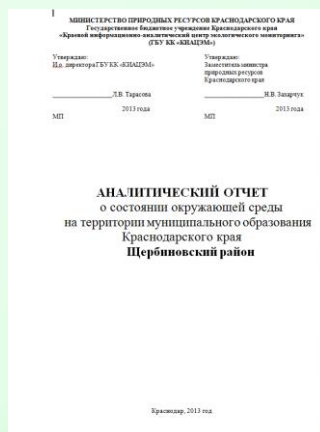 МИНИСТЕРСТВО ПРИРОДНЫХ РЕСУРСОВ КРАСНОДАРСКОГО КРАЯ
Государственное бюджетное учреждение Краснодарского края
«Краевой информационно-аналитический центр экологического мониторинга»
(ГБУ КК «КИАЦЭМ»)
Утверждаю:
И.о. директора ГБУ КК «КИАЦЭМ»
Л.В. Тарасова
2013 года
МП
Утверждаю:
Заместитель министра
природных ресурсов
Краснодарского края
Н.В. Захарчук
2013 года
МП
АНАЛИТИЧЕСКИЙ ОТЧЕТ
о состоянии окружающей среды
на территории муниципального образования
Краснодарского края
Щербиновский район
Краснодар, 2013 год